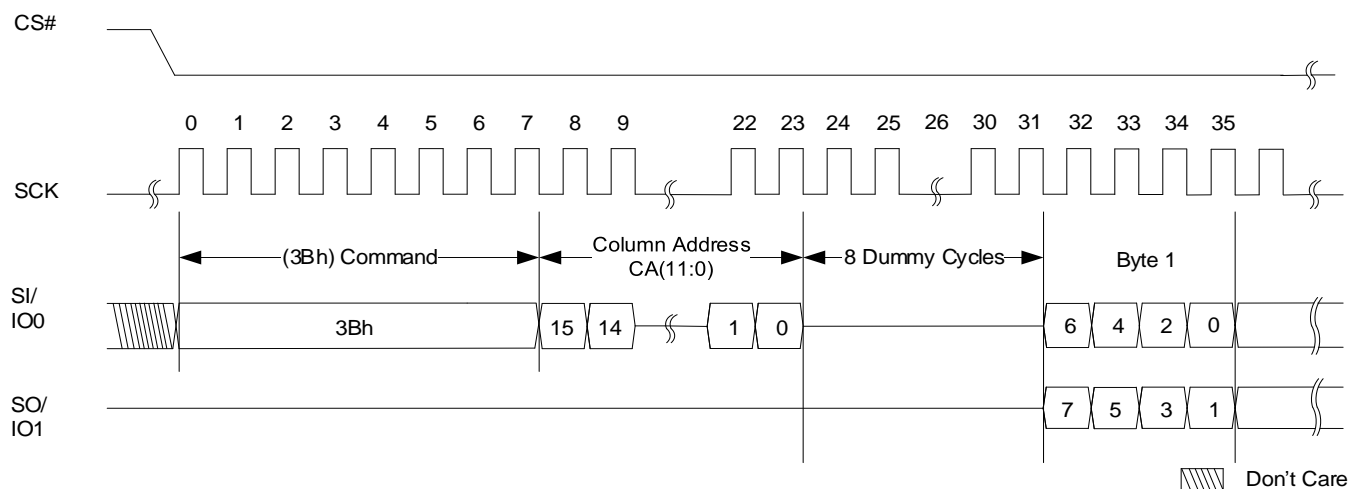 CS#
0 1 2 3 4 5 6 7 8 9 22 23 24 25 26 30 31 32 33 34 35
SCK
(3Bh) Command
Column Address
CA(11:0)
8 Dummy Cycles
Byte 1
SI/
IO0
3Bh 15 14 1 0 6 4 2 0
SO/
IO1
7 5 3 1
Don't Care